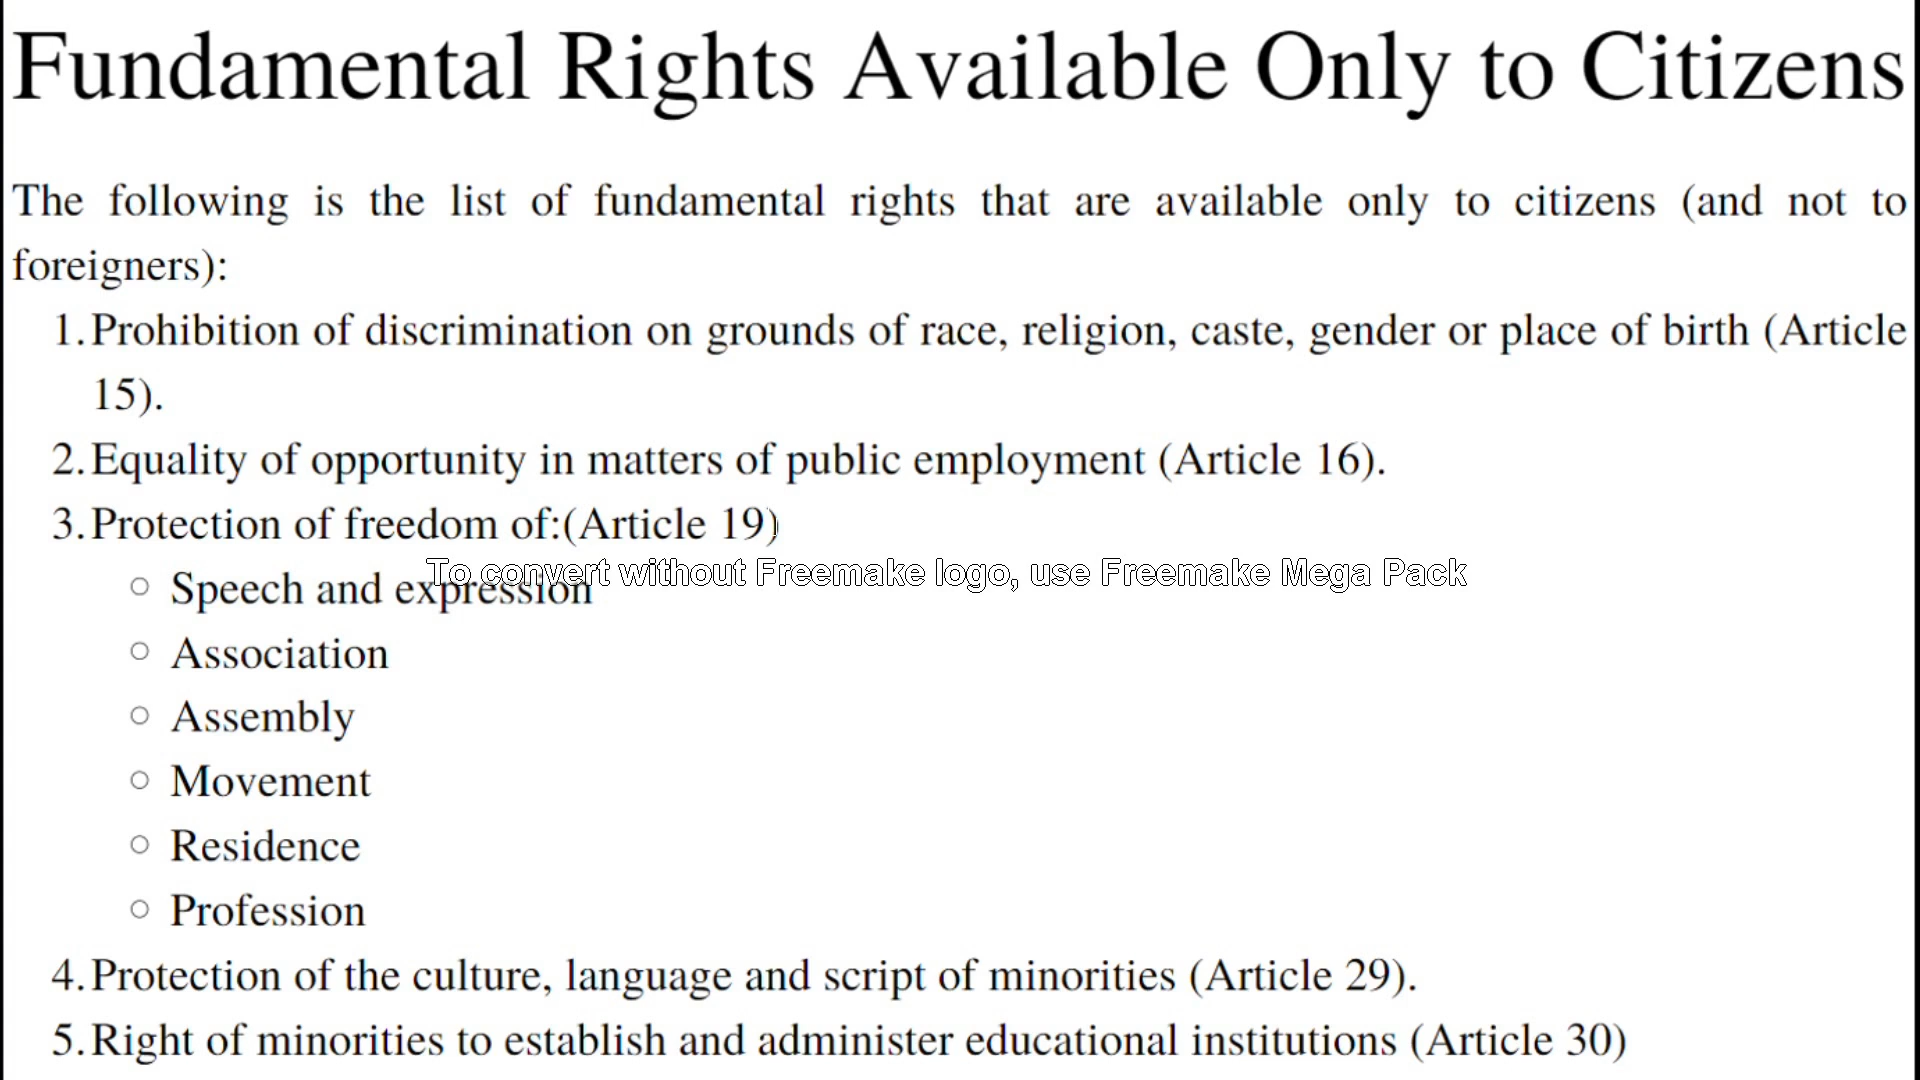 Fundamental Rights Available Only to Citizens
The following is the list of fundamental rights that are available only to citizens (and not to
foreigners):
1. Prohibition of discrimination on grounds of race, religion, caste, gender or place of birth (Article
15).
2. Equality of opportunity in matters of public employment (Article 16).
3. Protection of freedom of:(Article 19)
To convert without Freemake logo, use Freemake Mega Pack
○ Speech and expression
○ Association
○ Assembly
○ Movement
○ Residence
○ Profession
4. Protection of the culture, language and script of minorities (Article 29).
5. Right of minorities to establish and administer educational institutions (Article 30)